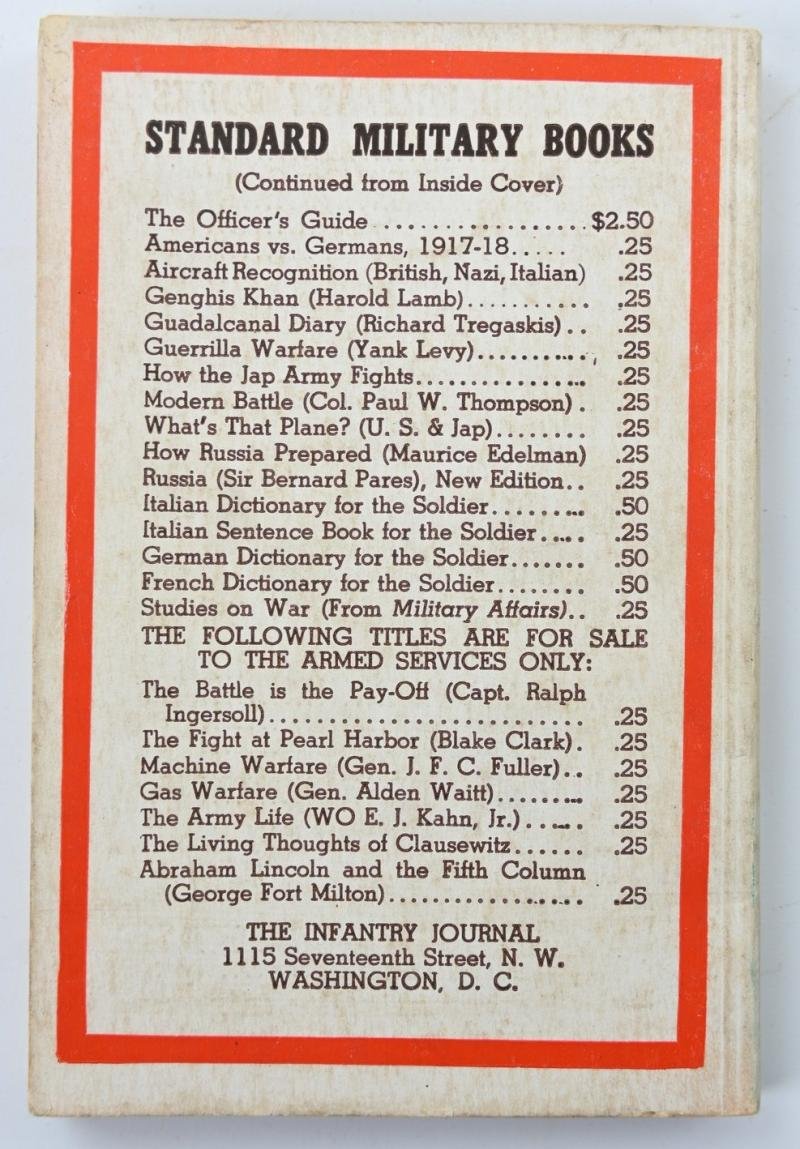 STANDARD MILITARY BOOKS
(Continued from Inside Cover)
The Officer's Guide .................. $2.50
Americans vs. Germans, 1917-18..... .25
Aircraft Recognition (British, Nazi, Italian) .25
Genghis Khan (Harold Lamb)........... .25
Guadalcanal Diary (Richard Tregaskis).. .25
Guerrilla Warfare (Yank Levy)........... .25
How the Jap Army Fights............... .25
Modern Battle (Col. Paul W. Thompson) . .25
What's That Plane? (U. S. & Jap)........ .25
How Russia Prepared (Maurice Edelman) .25
Russia (Sir Bernard Pares), New Edition.. .25
Italian Dictionary for the Soldier......... .50
Italian Sentence Book for the Soldier..... .25
German Dictionary for the Soldier....... .50
French Dictionary for the Soldier........ .50
Studies on War (From Military Affairs).. .25
THE FOLLOWING TITLES ARE FOR SALE
TO THE ARMED SERVICES ONLY:
The Battle is the Pay-Off (Capt. Ralph
Ingersoll).......................... .25
The Fight at Pearl Harbor (Blake Clark). .25
Machine Warfare (Gen. J. F. C. Fuller).. .25
Gas Warfare (Gen. Alden Waitt)......... .25
The Army Life (WO E. J. Kahn, Jr.) ...... .25
The Living Thoughts of Clausewitz...... .25
Abraham Lincoln and the Fifth Column
(George Fort Milton)................. .25
THE INFANTRY JOURNAL
1115 Seventeenth Street, N. W.
WASHINGTON, D. C.